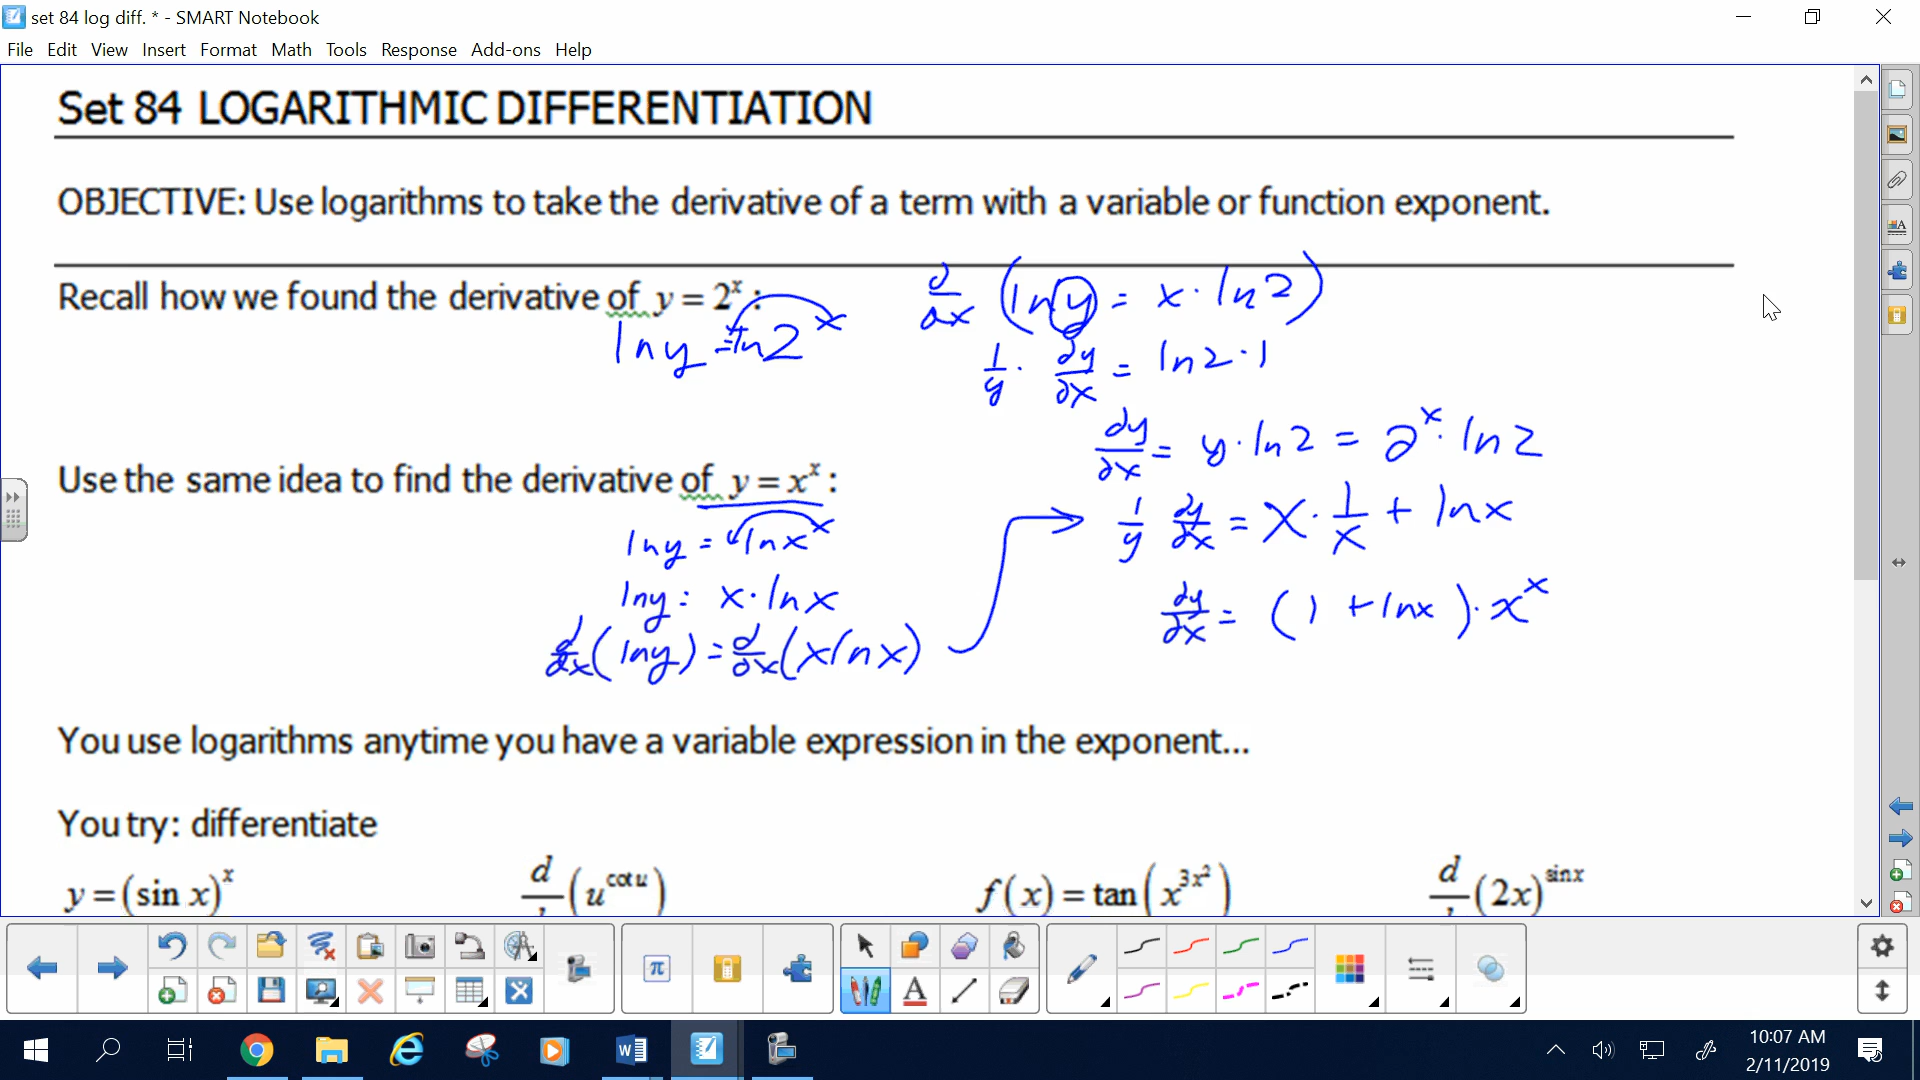 set 84 log diff. * - SMART Notebook
File Edit View Insert Format Math Tools Response Add-ons Help
Set 84 LOGARITHMIC DIFFERENTIATION
OBJECTIVE: Use logarithms to take the derivative of a term with a variable or function exponent.
Recall how we found the derivative of y = 2^x :
ln y = ln 2^x
d/dx (ln y = x · ln 2)
1/y · dy/dx = ln 2 · 1
dy/dx = y · ln 2 = 2^x · ln 2
Use the same idea to find the derivative of y = x^x :
ln y = ln x^x
ln y = x · ln x
d/dx (ln y) = d/dx (x ln x)
1/y dy/dx = x · 1/x + ln x
dy/dx = (1 + ln x) · x^x
You use logarithms anytime you have a variable expression in the exponent...
You try: differentiate
y = (sin x)^x
d (u^cot u)
f(x) = tan(x^3x^2)
d (2x)^sin x
π
A
W
10:07 AM
2/11/2019